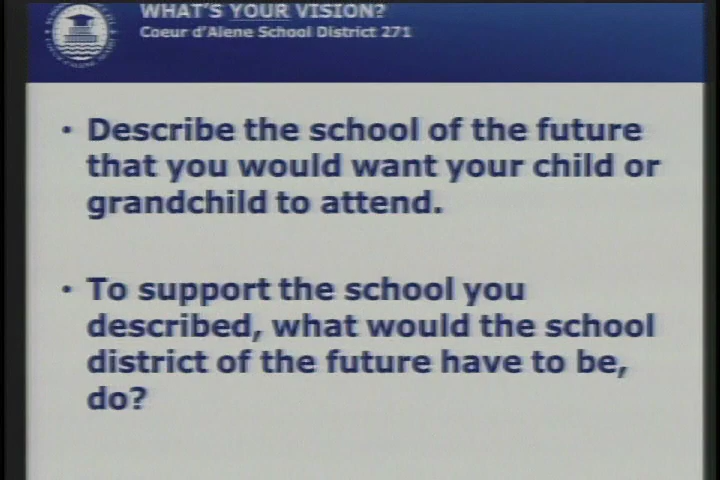 WHAT'S YOUR VISION?
Coeur d'Alene School District 271
• Describe the school of the future
that you would want your child or
grandchild to attend.
• To support the school you
described, what would the school
district of the future have to be,
do?